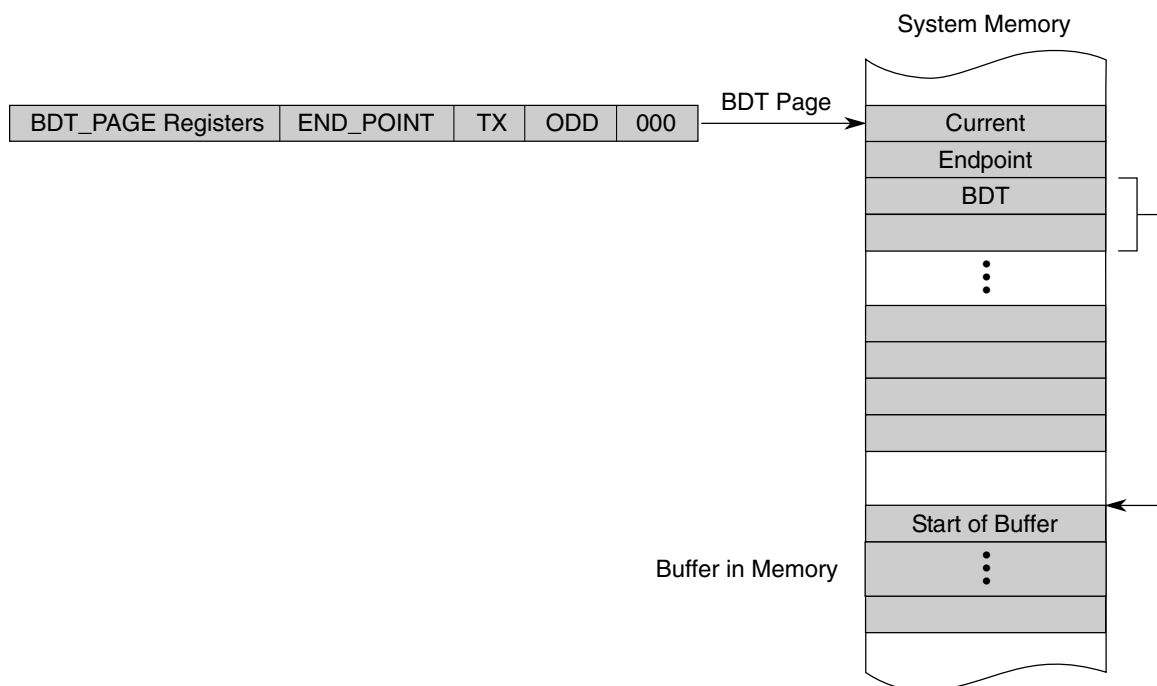 System Memory
BDT_PAGE Registers END_POINT TX ODD 000
BDT Page
Current
Endpoint
BDT
Start of Buffer
Buffer in Memory